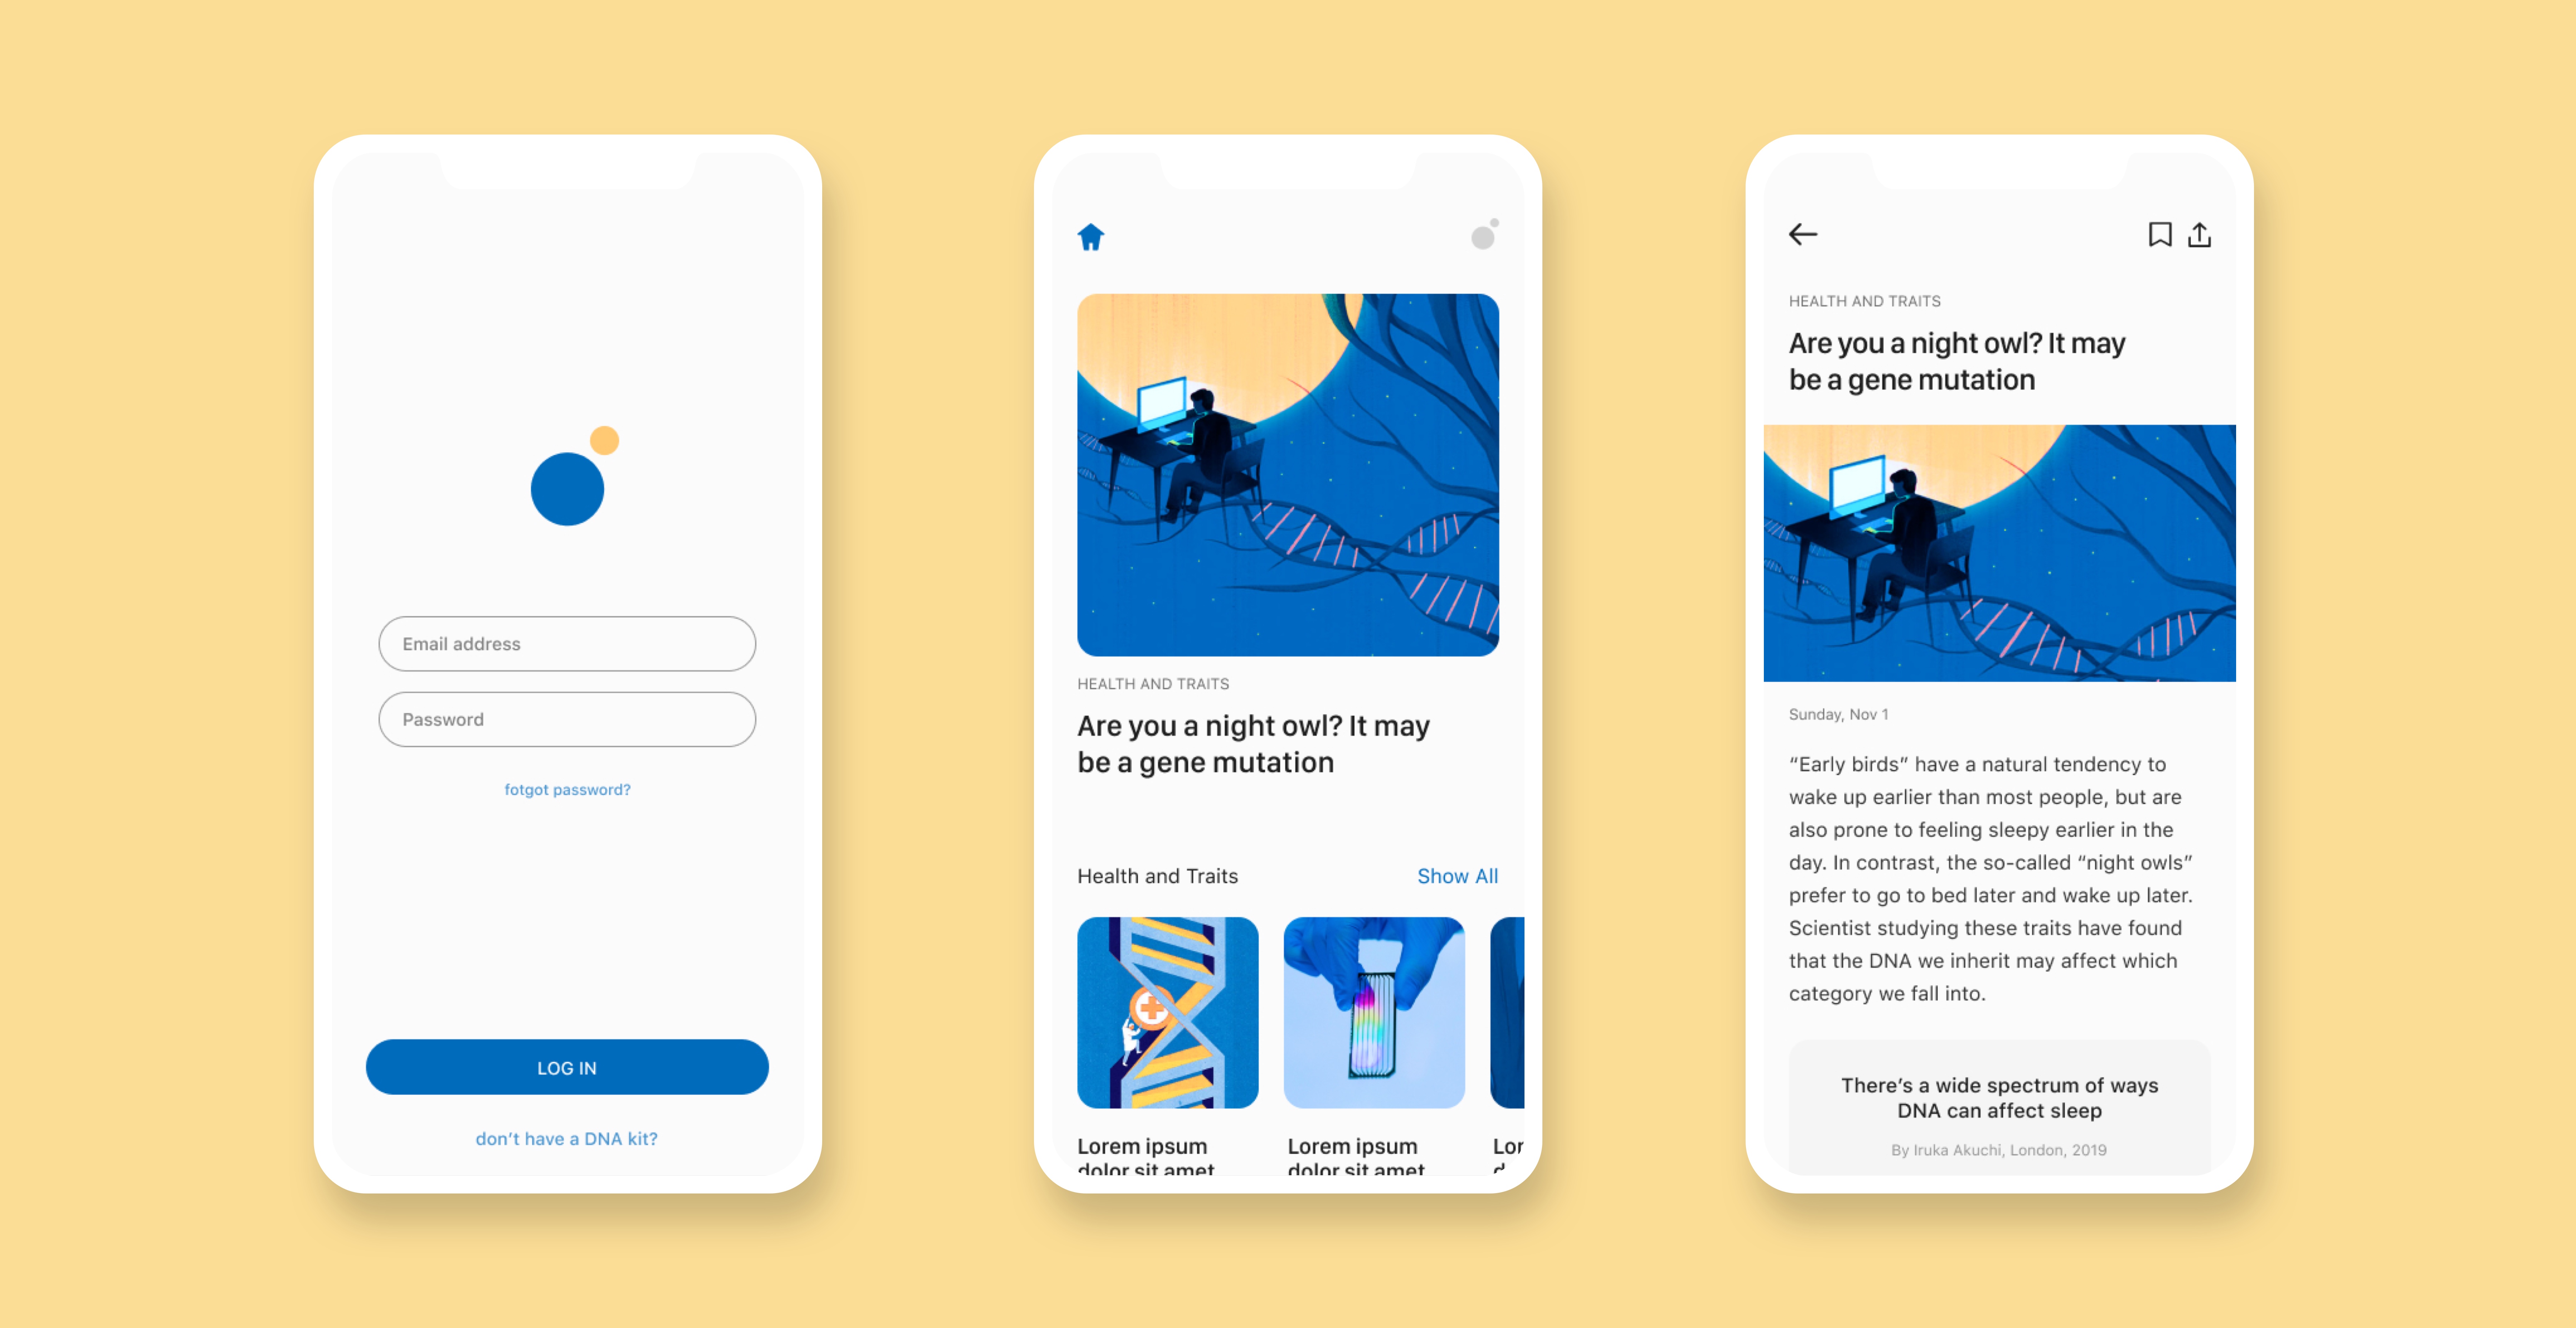 Email address
Password
fotgot password?
LOG IN
don't have a DNA kit?
HEALTH AND TRAITS
Are you a night owl? It may
be a gene mutation
Health and Traits
Show All
Lorem ipsum
dolor sit amet
Lorem ipsum
dolor sit amet
Lor
d
HEALTH AND TRAITS
Are you a night owl? It may
be a gene mutation
Sunday, Nov 1
“Early birds” have a natural tendency to
wake up earlier than most people, but are
also prone to feeling sleepy earlier in the
day. In contrast, the so-called “night owls”
prefer to go to bed later and wake up later.
Scientist studying these traits have found
that the DNA we inherit may affect which
category we fall into.
There’s a wide spectrum of ways
DNA can affect sleep
By Iruka Akuchi, London, 2019